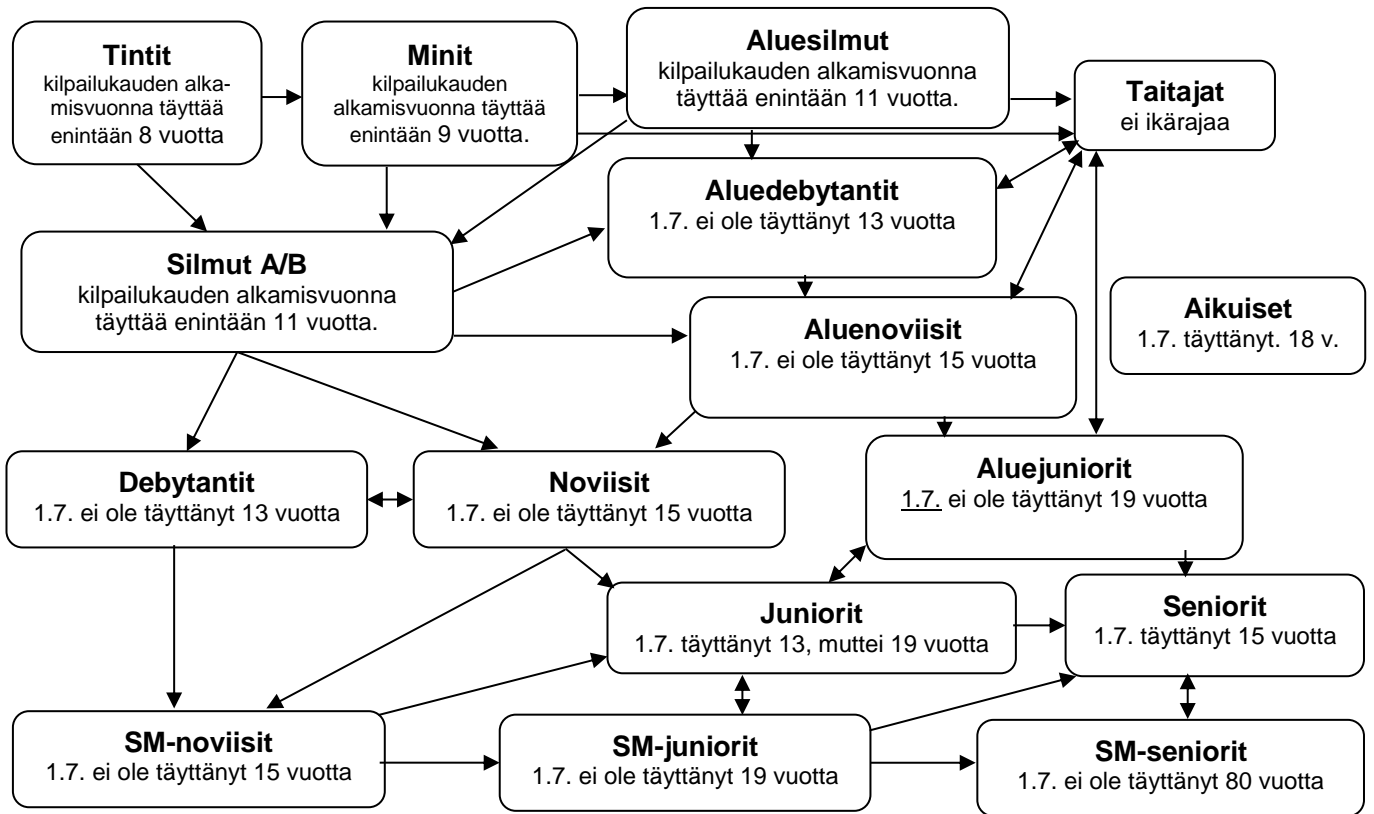 Tintit
kilpailukauden alka-
misvuonna täyttää
enintään 8 vuotta
Minit
kilpailukauden
alkamisvuonna täyttää
enintään 9 vuotta.
Aluesilmut
kilpailukauden alkamisvuonna
täyttää enintään 11 vuotta.
Taitajat
ei ikärajaa
Aluedebytantit
1.7. ei ole täyttänyt 13 vuotta
Silmut A/B
kilpailukauden alkamisvuonna
täyttää enintään 11 vuotta.
Aluenoviisit
1.7. ei ole täyttänyt 15 vuotta
Aikuiset
1.7. täyttänyt. 18 v.
Debytantit
1.7. ei ole täyttänyt 13 vuotta
Noviisit
1.7. ei ole täyttänyt 15 vuotta
Aluejuniorit
1.7. ei ole täyttänyt 19 vuotta
Juniorit
1.7. täyttänyt 13, muttei 19 vuotta
Seniorit
1.7. täyttänyt 15 vuotta
SM-noviisit
1.7. ei ole täyttänyt 15 vuotta
SM-juniorit
1.7. ei ole täyttänyt 19 vuotta
SM-seniorit
1.7. ei ole täyttänyt 80 vuotta